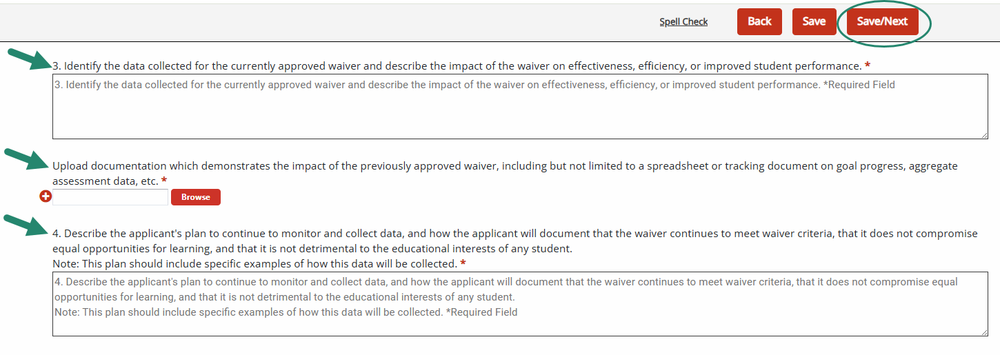 Spell Check Back Save Save/Next
3. Identify the data collected for the currently approved waiver and describe the impact of the waiver on effectiveness, efficiency, or improved student performance. *
3. Identify the data collected for the currently approved waiver and describe the impact of the waiver on effectiveness, efficiency, or improved student performance. *Required Field
Upload documentation which demonstrates the impact of the previously approved waiver, including but not limited to a spreadsheet or tracking document on goal progress, aggregate
assessment data, etc. *
Browse
4. Describe the applicant's plan to continue to monitor and collect data, and how the applicant will document that the waiver continues to meet waiver criteria, that it does not compromise
equal opportunities for learning, and that it is not detrimental to the educational interests of any student.
Note: This plan should include specific examples of how this data will be collected. *
4. Describe the applicant's plan to continue to monitor and collect data, and how the applicant will document that the waiver continues to meet waiver criteria, that it does not compromise equal
opportunities for learning, and that it is not detrimental to the educational interests of any student.
Note: This plan should include specific examples of how this data will be collected. *Required Field